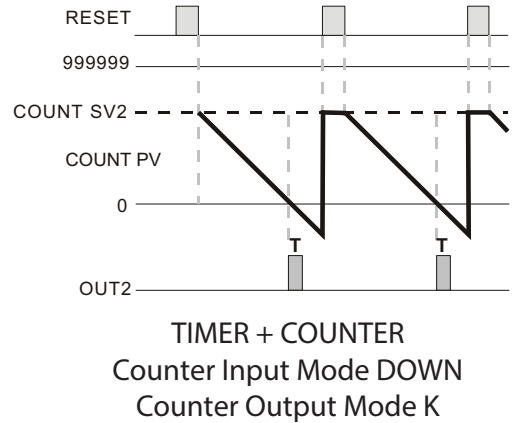 RESET
999999
COUNT SV2
COUNT PV
0
T T
OUT2
TIMER + COUNTER
Counter Input Mode DOWN
Counter Output Mode K